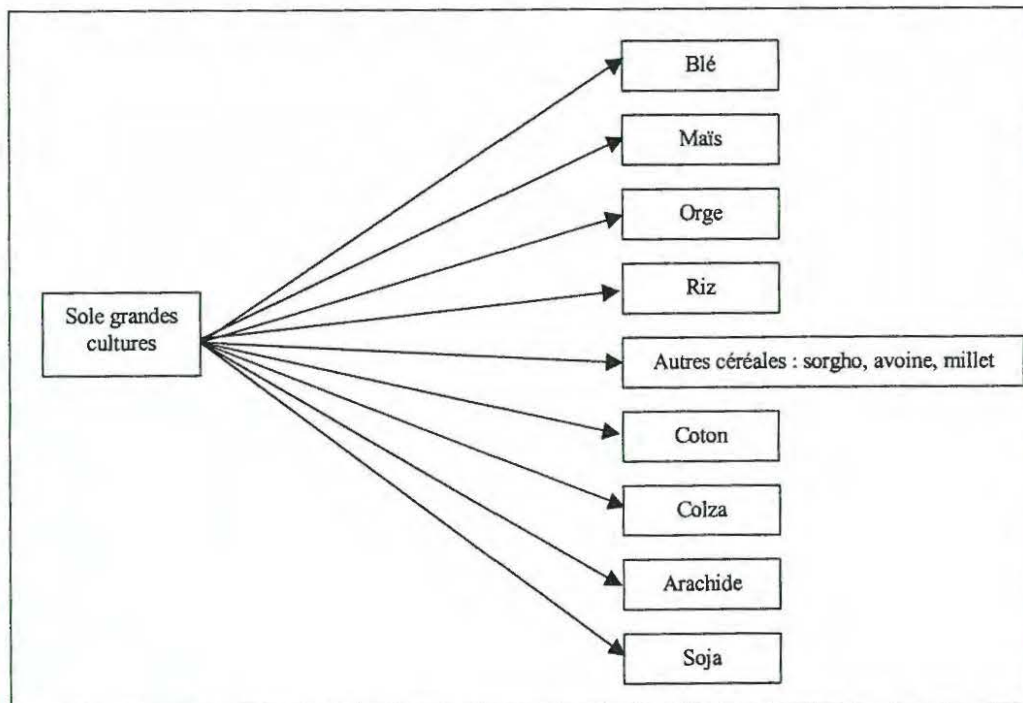 Blé
Maïs
Orge
Riz
Sole grandes
cultures
Autres céréales : sorgho, avoine, millet
Coton
Colza
Arachide
Soja